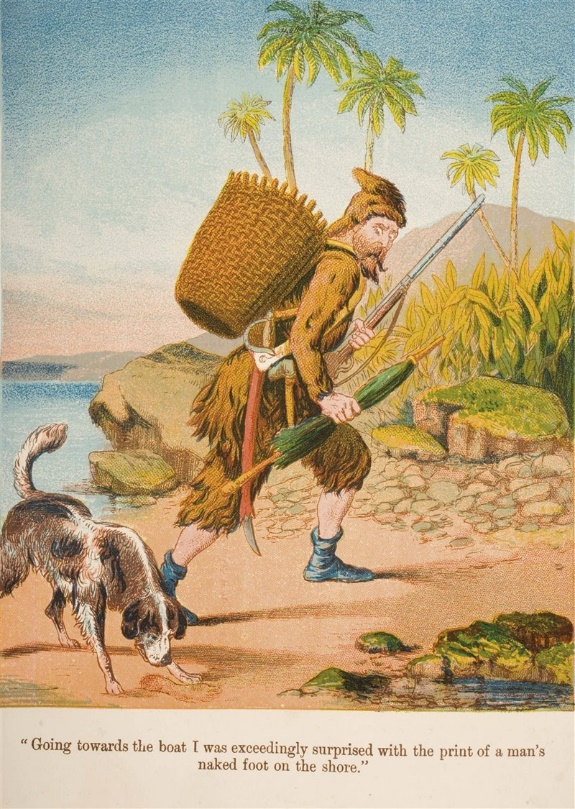 "Going towards the boat I was exceedingly surprised with the print of a man's
naked foot on the shore."